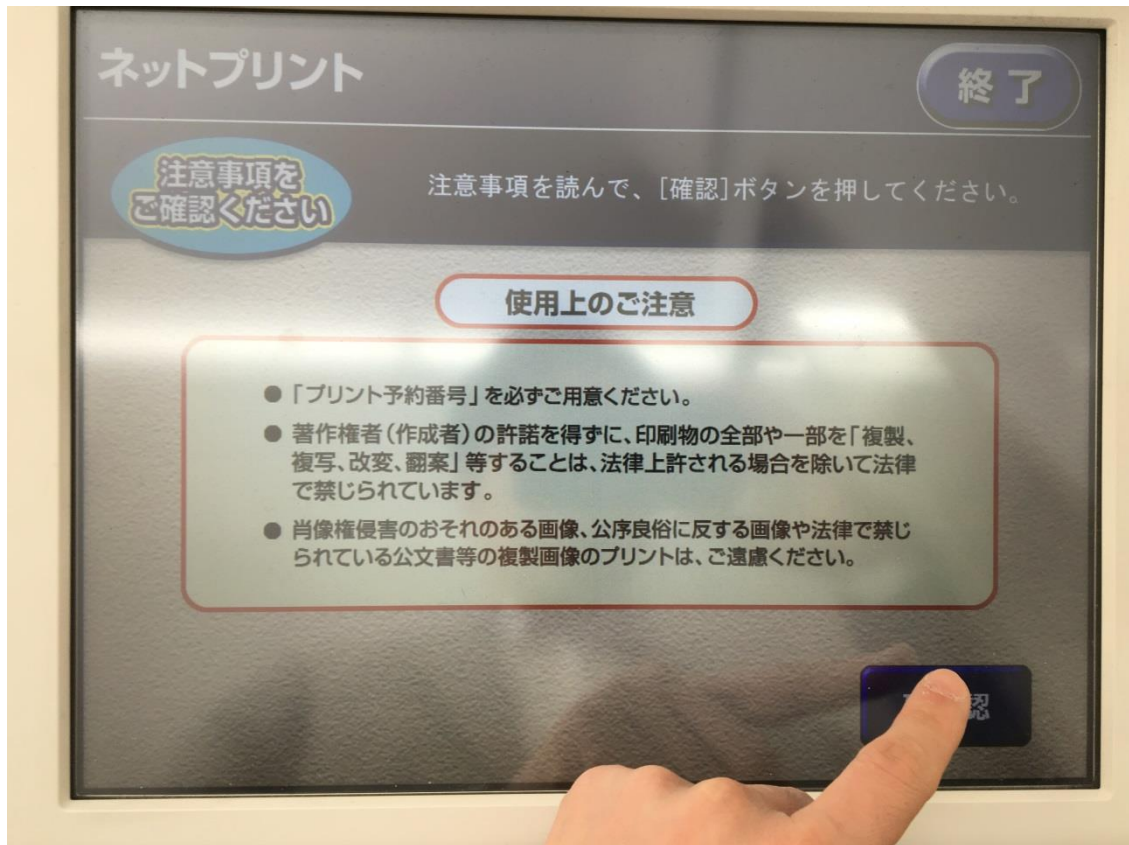 ネットプリント
終了
注意事項を
ご確認ください
注意事項を読んで、[確認]ボタンを押してください。
使用上のご注意
●「プリント予約番号」を必ずご用意ください。
● 著作権者(作成者)の許諾を得ずに、印刷物の全部や一部を「複製、
複写、改変、翻案」等することは、法律上許される場合を除いて法律
で禁じられています。
● 肖像権侵害のおそれのある画像、公序良俗に反する画像や法律で禁じ
られている公文書等の複製画像のプリントは、ご遠慮ください。
認